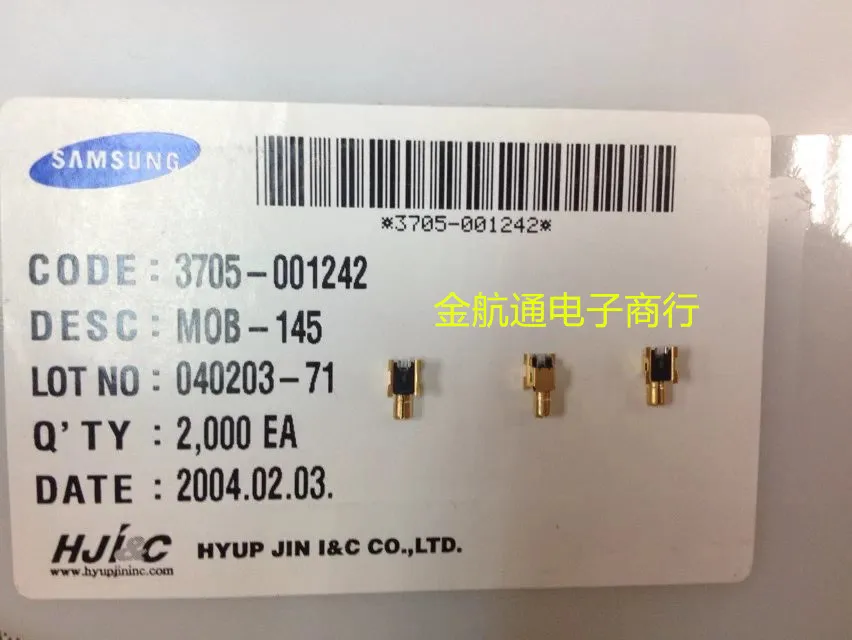 SAMSUNG
*3705-001242*
CODE : 3705-001242
DESC : MOB-145
金航通电子商行
LOT NO : 040203-71
Q'TY : 2,000 EA
DATE : 2004.02.03.
HJI&C HYUP JIN I&C CO.,LTD.
www.hyupjininc.com